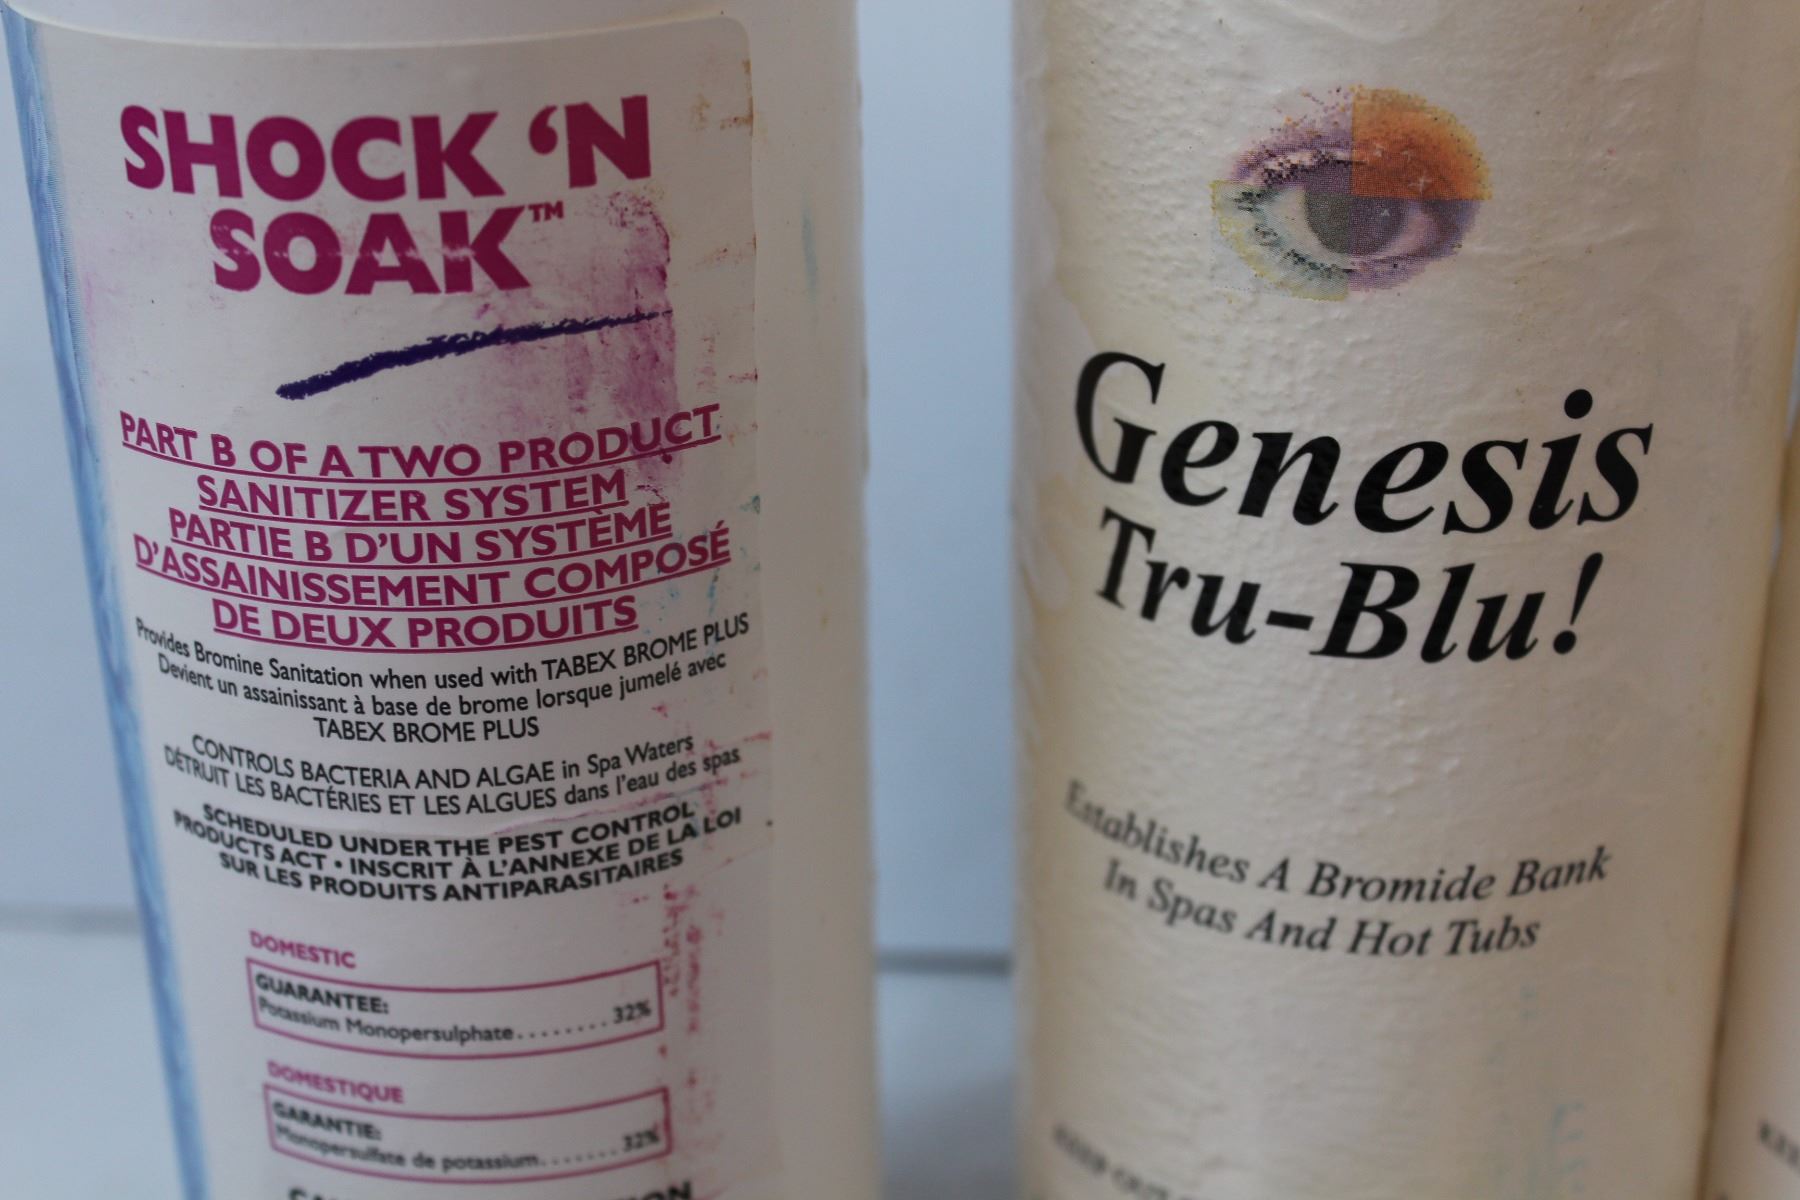 SHOCK 'N
SOAK™
PART B OF A TWO PRODUCT
SANITIZER SYSTEM
PARTIE B D'UN SYSTÈME
D'ASSAINISSEMENT COMPOSÉ
DE DEUX PRODUITS
Provides Bromine Sanitation when used with TABEX BROME PLUS
Devient un assainissant à base de brome lorsque jumelé avec
TABEX BROME PLUS
CONTROLS BACTERIA AND ALGAE in Spa Waters
DÉTRUIT LES BACTÉRIES ET LES ALGUES dans l'eau des spas
SCHEDULED UNDER THE PEST CONTROL
PRODUCTS ACT • INSCRIT À L'ANNEXE DE LA LOI
SUR LES PRODUITS ANTIPARASITAIRES
DOMESTIC
GUARANTEE:
Potassium Monopersulphate........ 32%
DOMESTIQUE
GARANTIE:
Monopersulfate de potassium....... 32%
Genesis
Tru-Blu!
Establishes A Bromide Bank
In Spas And Hot Tubs
KEEP OUT